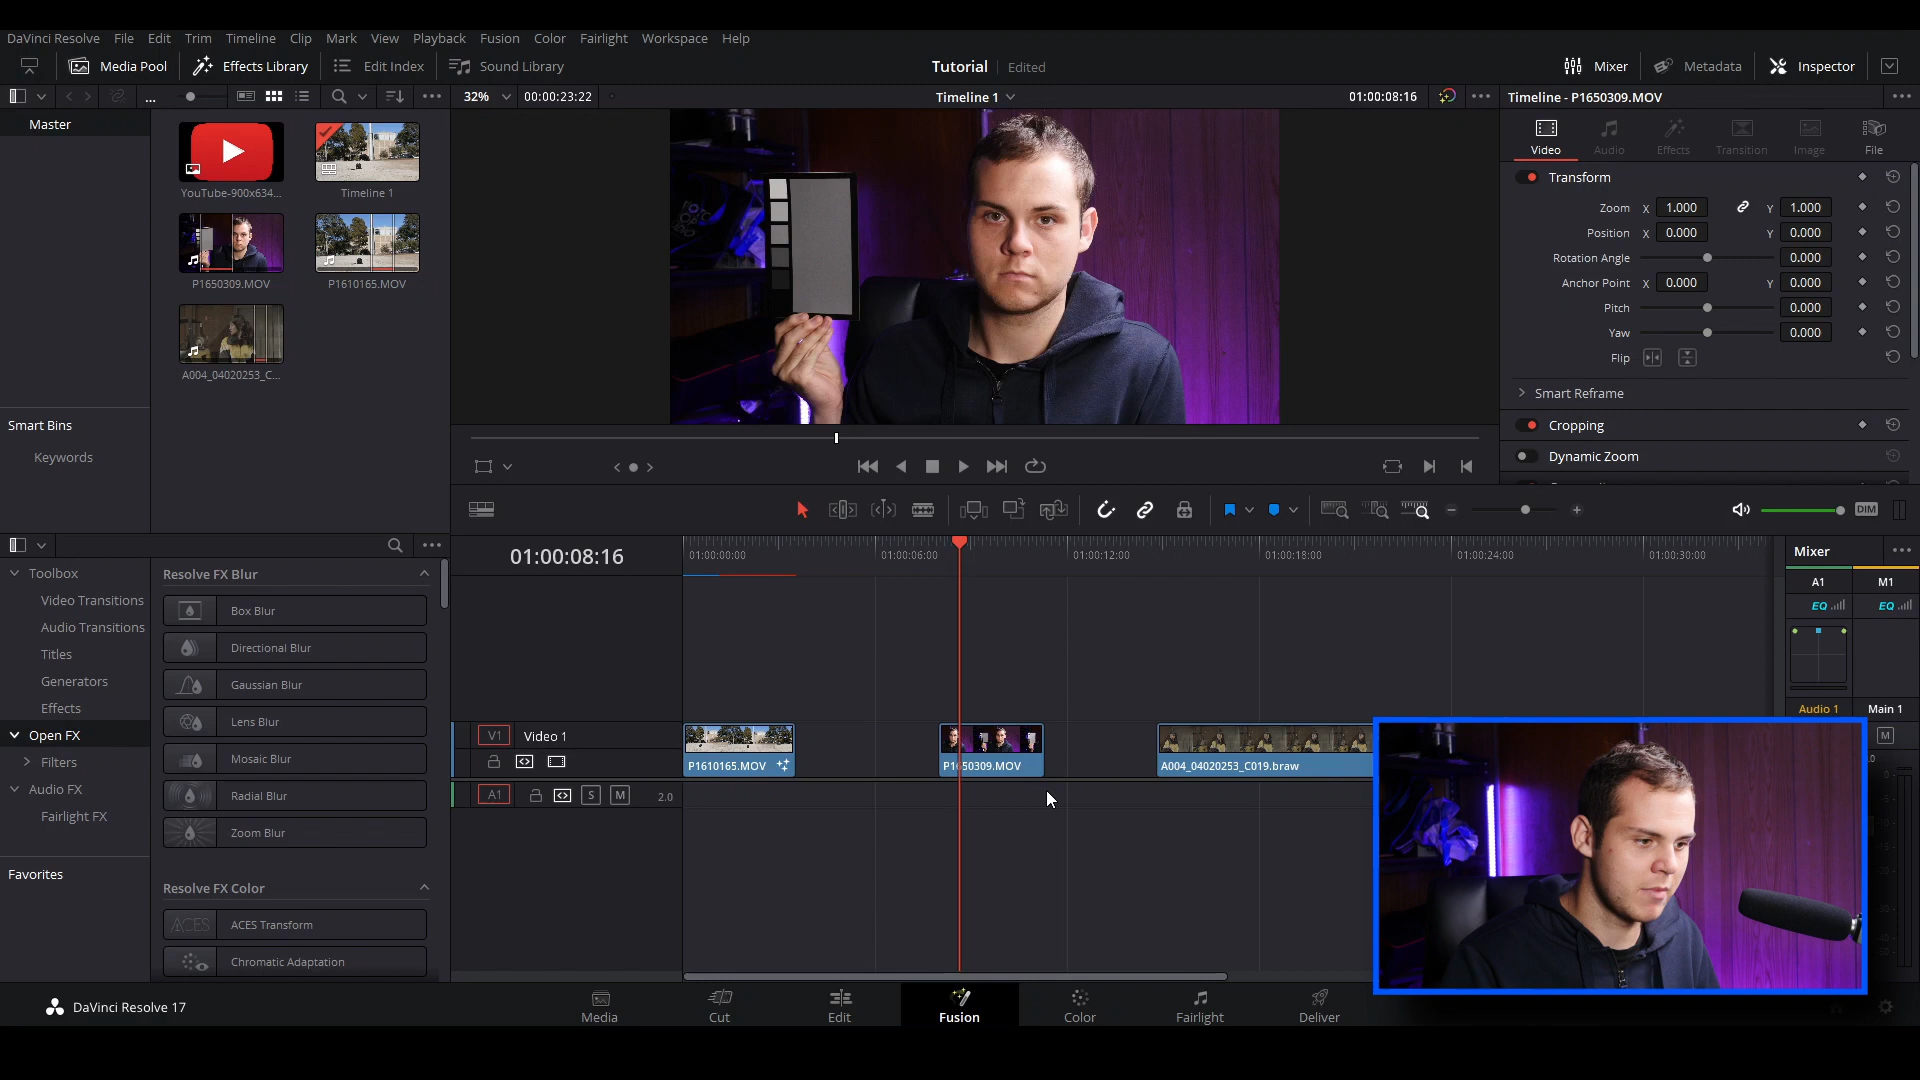 DaVinci Resolve File Edit Trim Timeline Clip Mark View Playback Fusion Color Fairlight Workspace Help
Media Pool Effects Library Edit Index Sound Library Tutorial Edited Mixer Metadata Inspector
... 32% 00:00:23:22 Timeline 1 01:00:08:16 Timeline - P1650309.MOV
Master
YouTube-900x634...
Timeline 1
P1650309.MOV
P1610165.MOV
A004_04020253_C...
Smart Bins
Keywords
Video Audio Effects Transition Image File
Transform
Zoom X 1.000 Y 1.000
Position X 0.000 Y 0.000
Rotation Angle 0.000
Anchor Point X 0.000 Y 0.000
Pitch 0.000
Yaw 0.000
Flip
Smart Reframe
Cropping
Dynamic Zoom
DIM
Toolbox
Video Transitions
Audio Transitions
Titles
Generators
Effects
Open FX
Filters
Audio FX
Fairlight FX
Favorites
Resolve FX Blur
Box Blur
Directional Blur
Gaussian Blur
Lens Blur
Mosaic Blur
Radial Blur
Zoom Blur
Resolve FX Color
ACES ACES Transform
Chromatic Adaptation
01:00:08:16
01:00:00:00 01:00:06:00 01:00:12:00 01:00:18:00 01:00:24:00 01:00:30:00
V1 Video 1
P1610165.MOV
P1650309.MOV
A004_04020253_C019.braw
A1 S M 2.0
Mixer
A1 M1
EQ EQ
Audio 1 Main 1
M
DaVinci Resolve 17
Media Cut Edit Fusion Color Fairlight Deliver